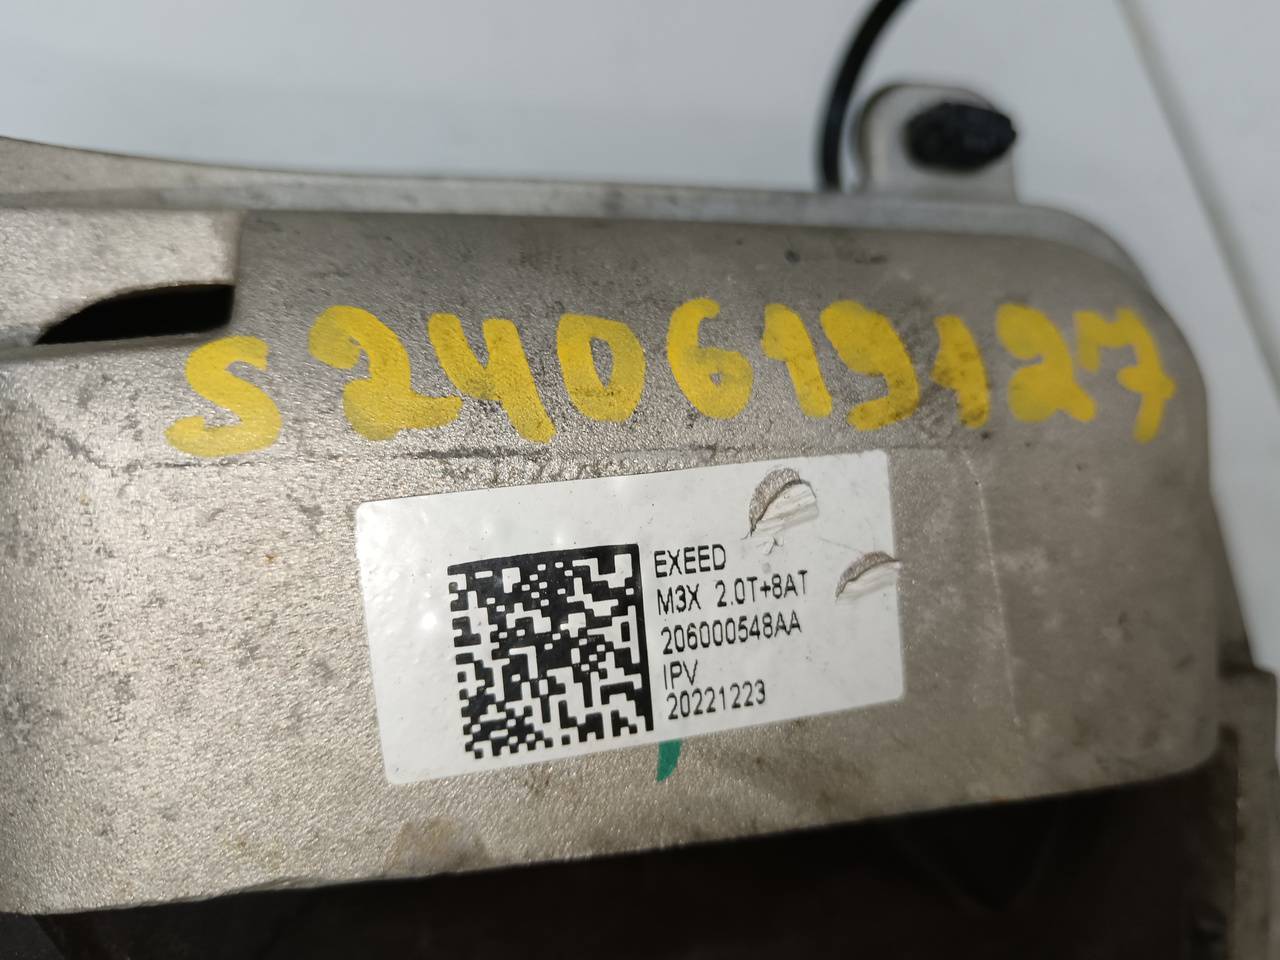 S240619127
EXEED
M3X 2.0T+8AT
206000548AA
IPV
20221223